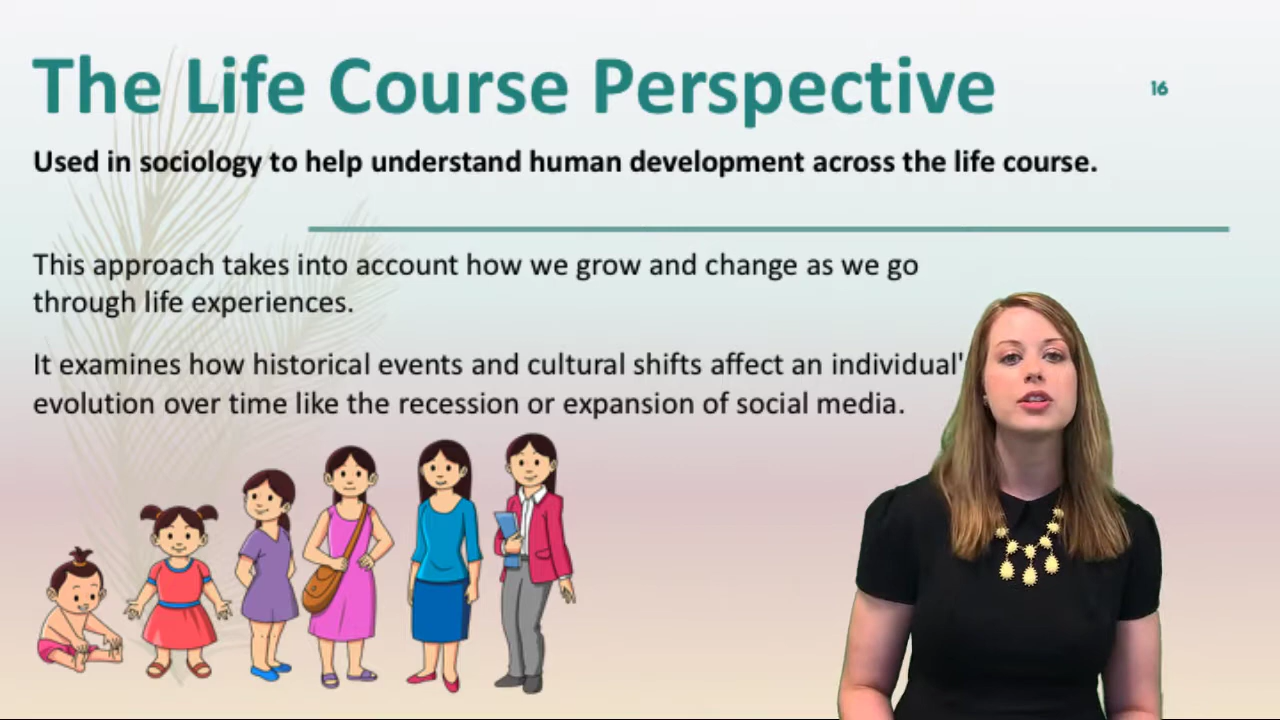 The Life Course Perspective
16
Used in sociology to help understand human development across the life course.
This approach takes into account how we grow and change as we go
through life experiences.
It examines how historical events and cultural shifts affect an individual'
evolution over time like the recession or expansion of social media.